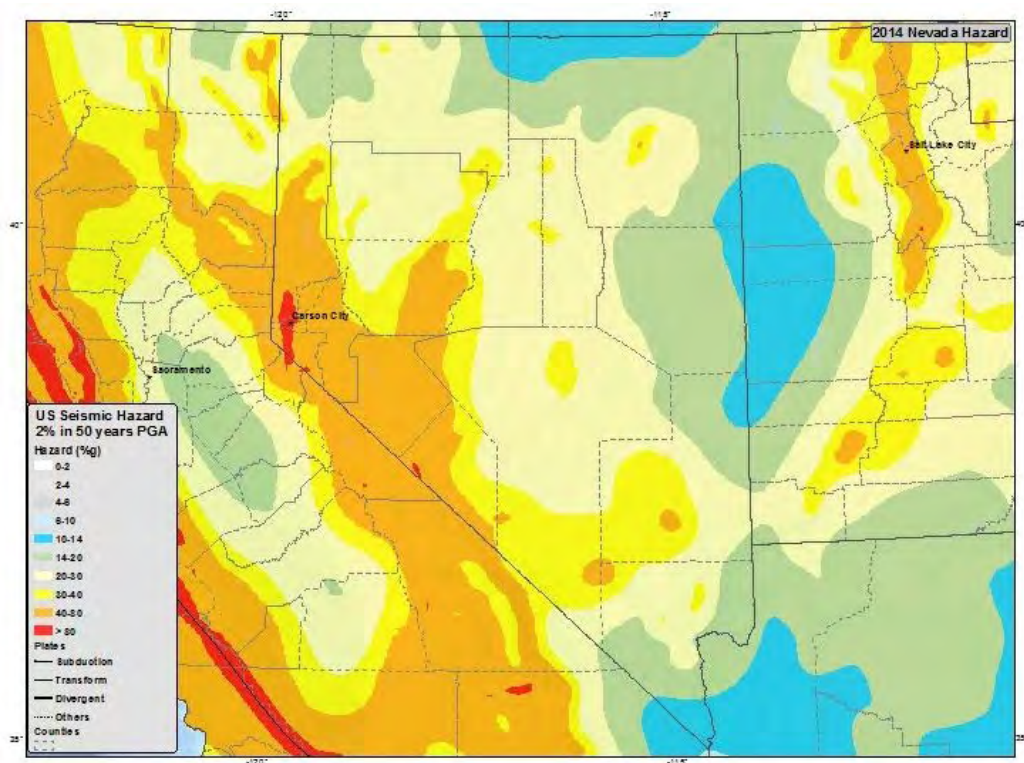 -120°
-115°
2014 Nevada Hazard
Salt Lake City
40°
Carson City
Sacramento
US Seismic Hazard
2% in 50 years PGA
Hazard (%g)
0-2
2-4
4-6
6-10
10-14
14-20
20-30
30-40
40-80
> 80
Plates
Subduction
Transform
Divergent
Others
Counties
35°
-120°
-115°